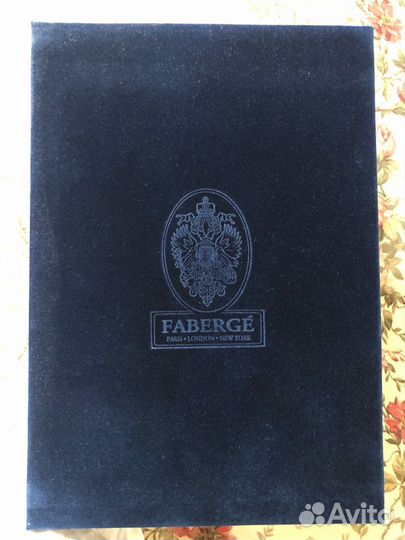 FABERGÉ
PARIS • LONDON • NEW YORK
Avito